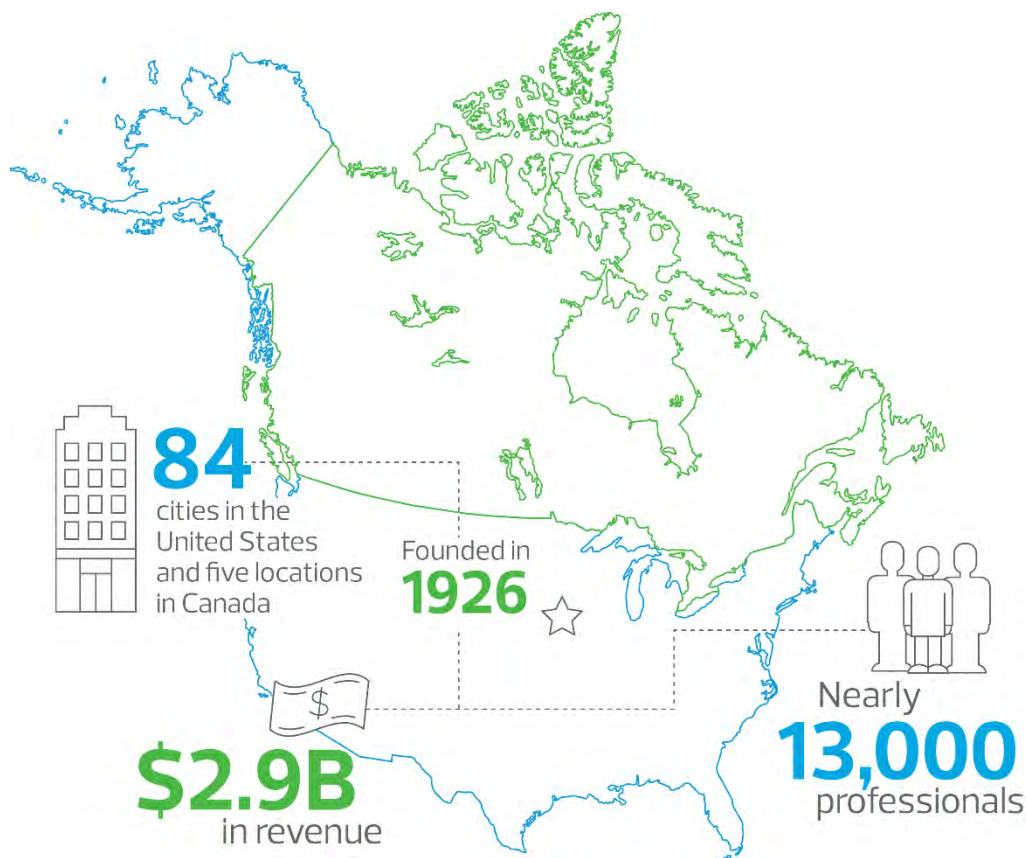 84
cities in the
United States
and five locations
in Canada
Founded in
1926
$
$2.9B
in revenue
Nearly
13,000
professionals